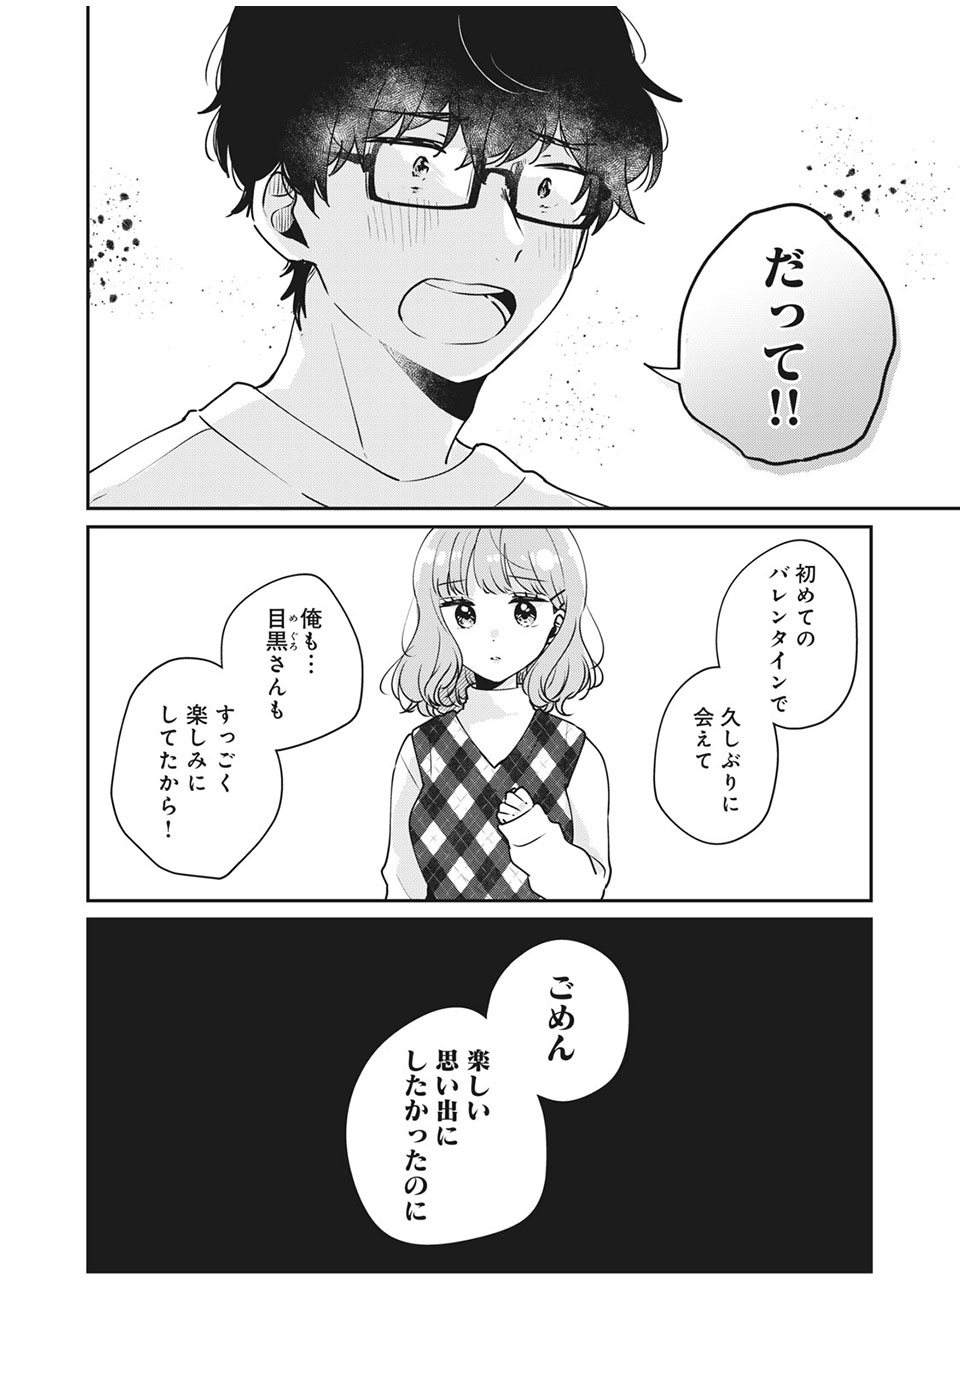 だって!!
初めての
バレンタインで
久しぶりに
会えて
俺も…
目黒さんも
めぐろ
すっごく
楽しみに
してたから!
ごめん
楽しい
思い出に
したかったのに